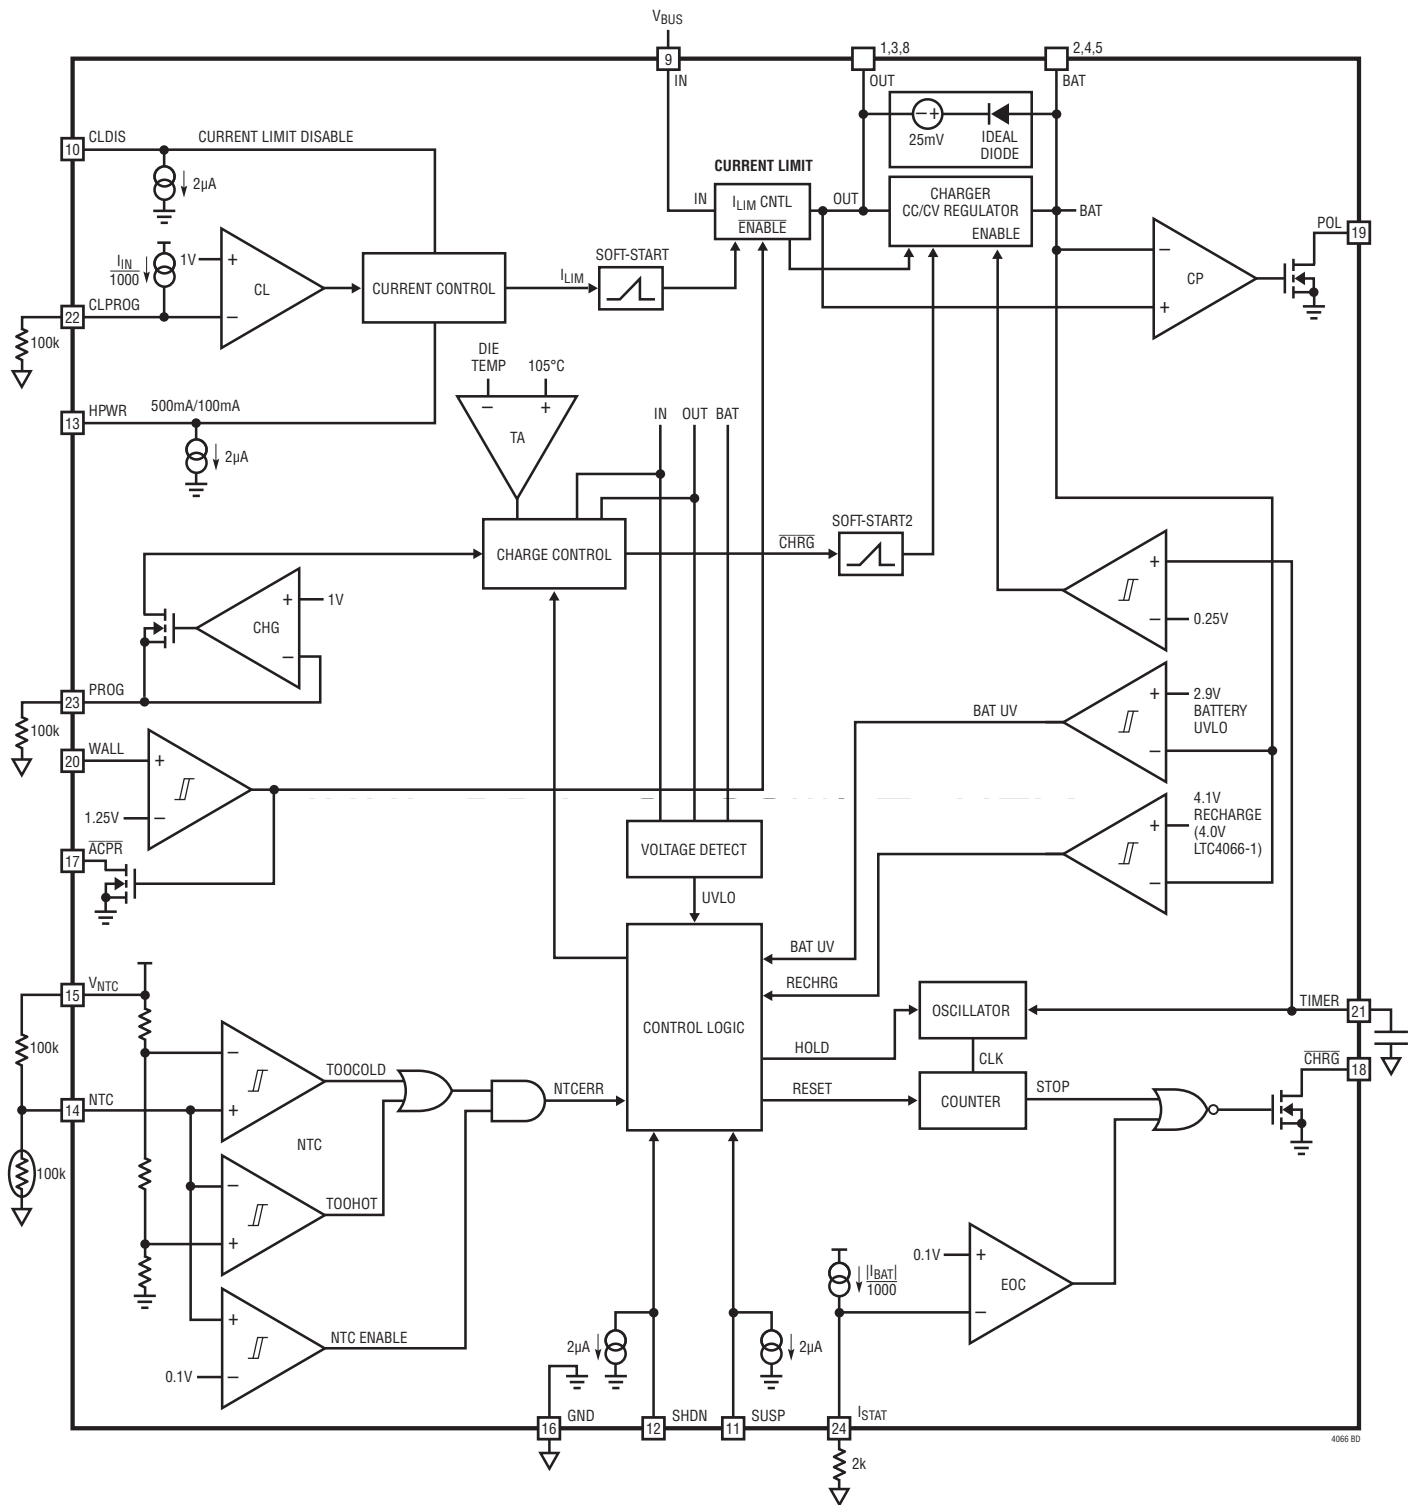 VBUS
9
IN
1,3,8
OUT
2,4,5
BAT
10
CLDIS
CURRENT LIMIT DISABLE
2µA
− +
25mV
IDEAL
DIODE
CURRENT LIMIT
IN
ILIM CNTL
ENABLE
OUT
CHARGER
CC/CV REGULATOR
ENABLE
BAT
POL
19
IIN
1000
1V
+
−
CL
CURRENT CONTROL
ILIM
SOFT-START
−
+
CP
22
CLPROG
100k
DIE
TEMP
105°C
−
+
TA
13
HPWR
500mA/100mA
2µA
IN
OUT
BAT
CHARGE CONTROL
CHRG
SOFT-START2
+
−
0.25V
+
1V
CHG
−
23
PROG
100k
+
2.9V
BATTERY
UVLO
−
BAT UV
20
WALL
+
1.25V
−
17
ACPR
4.1V
RECHARGE
(4.0V
LTC4066-1)
+
−
VOLTAGE DETECT
UVLO
CONTROL LOGIC
BAT UV
RECHRG
HOLD
RESET
OSCILLATOR
CLK
COUNTER
STOP
TIMER
21
CHRG
18
15
VNTC
100k
14
NTC
100k
−
+
TOOCOLD
NTC
−
+
TOOHOT
NTCERR
+
0.1V
−
NTC ENABLE
2µA
2µA
|IBAT|
1000
0.1V
+
−
EOC
16
GND
12
SHDN
11
SUSP
24
ISTAT
2k
4066 BD